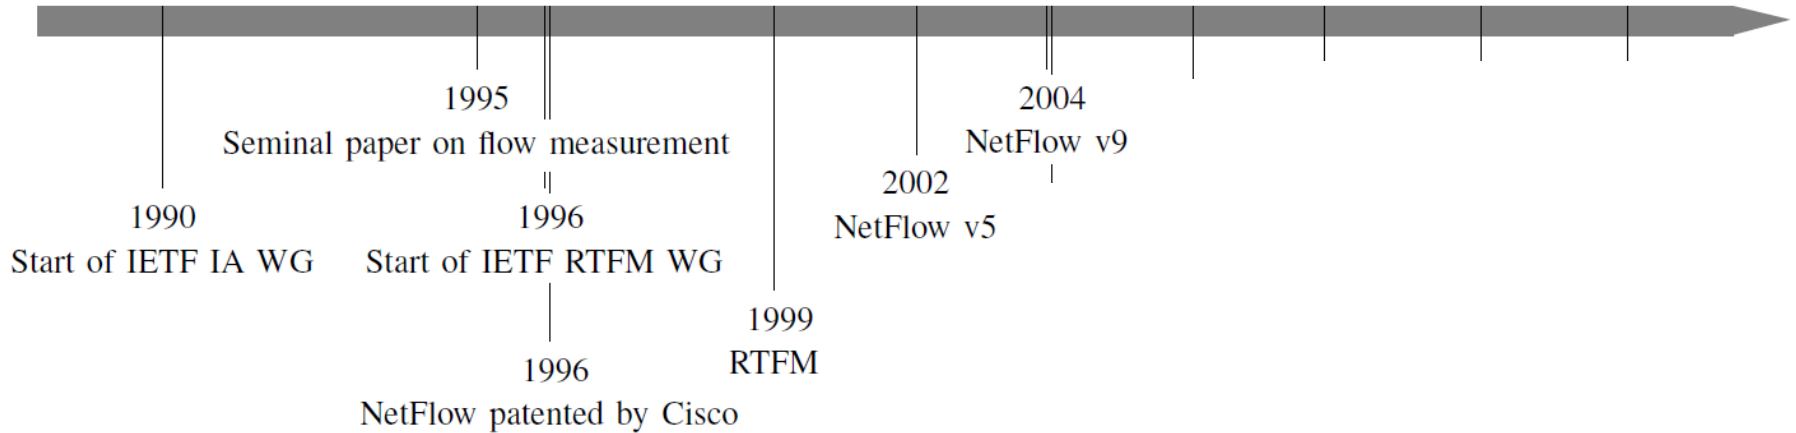 1995
Seminal paper on flow measurement
2004
NetFlow v9
2002
NetFlow v5
1990
Start of IETF IA WG
1996
Start of IETF RTFM WG
1999
RTFM
1996
NetFlow patented by Cisco